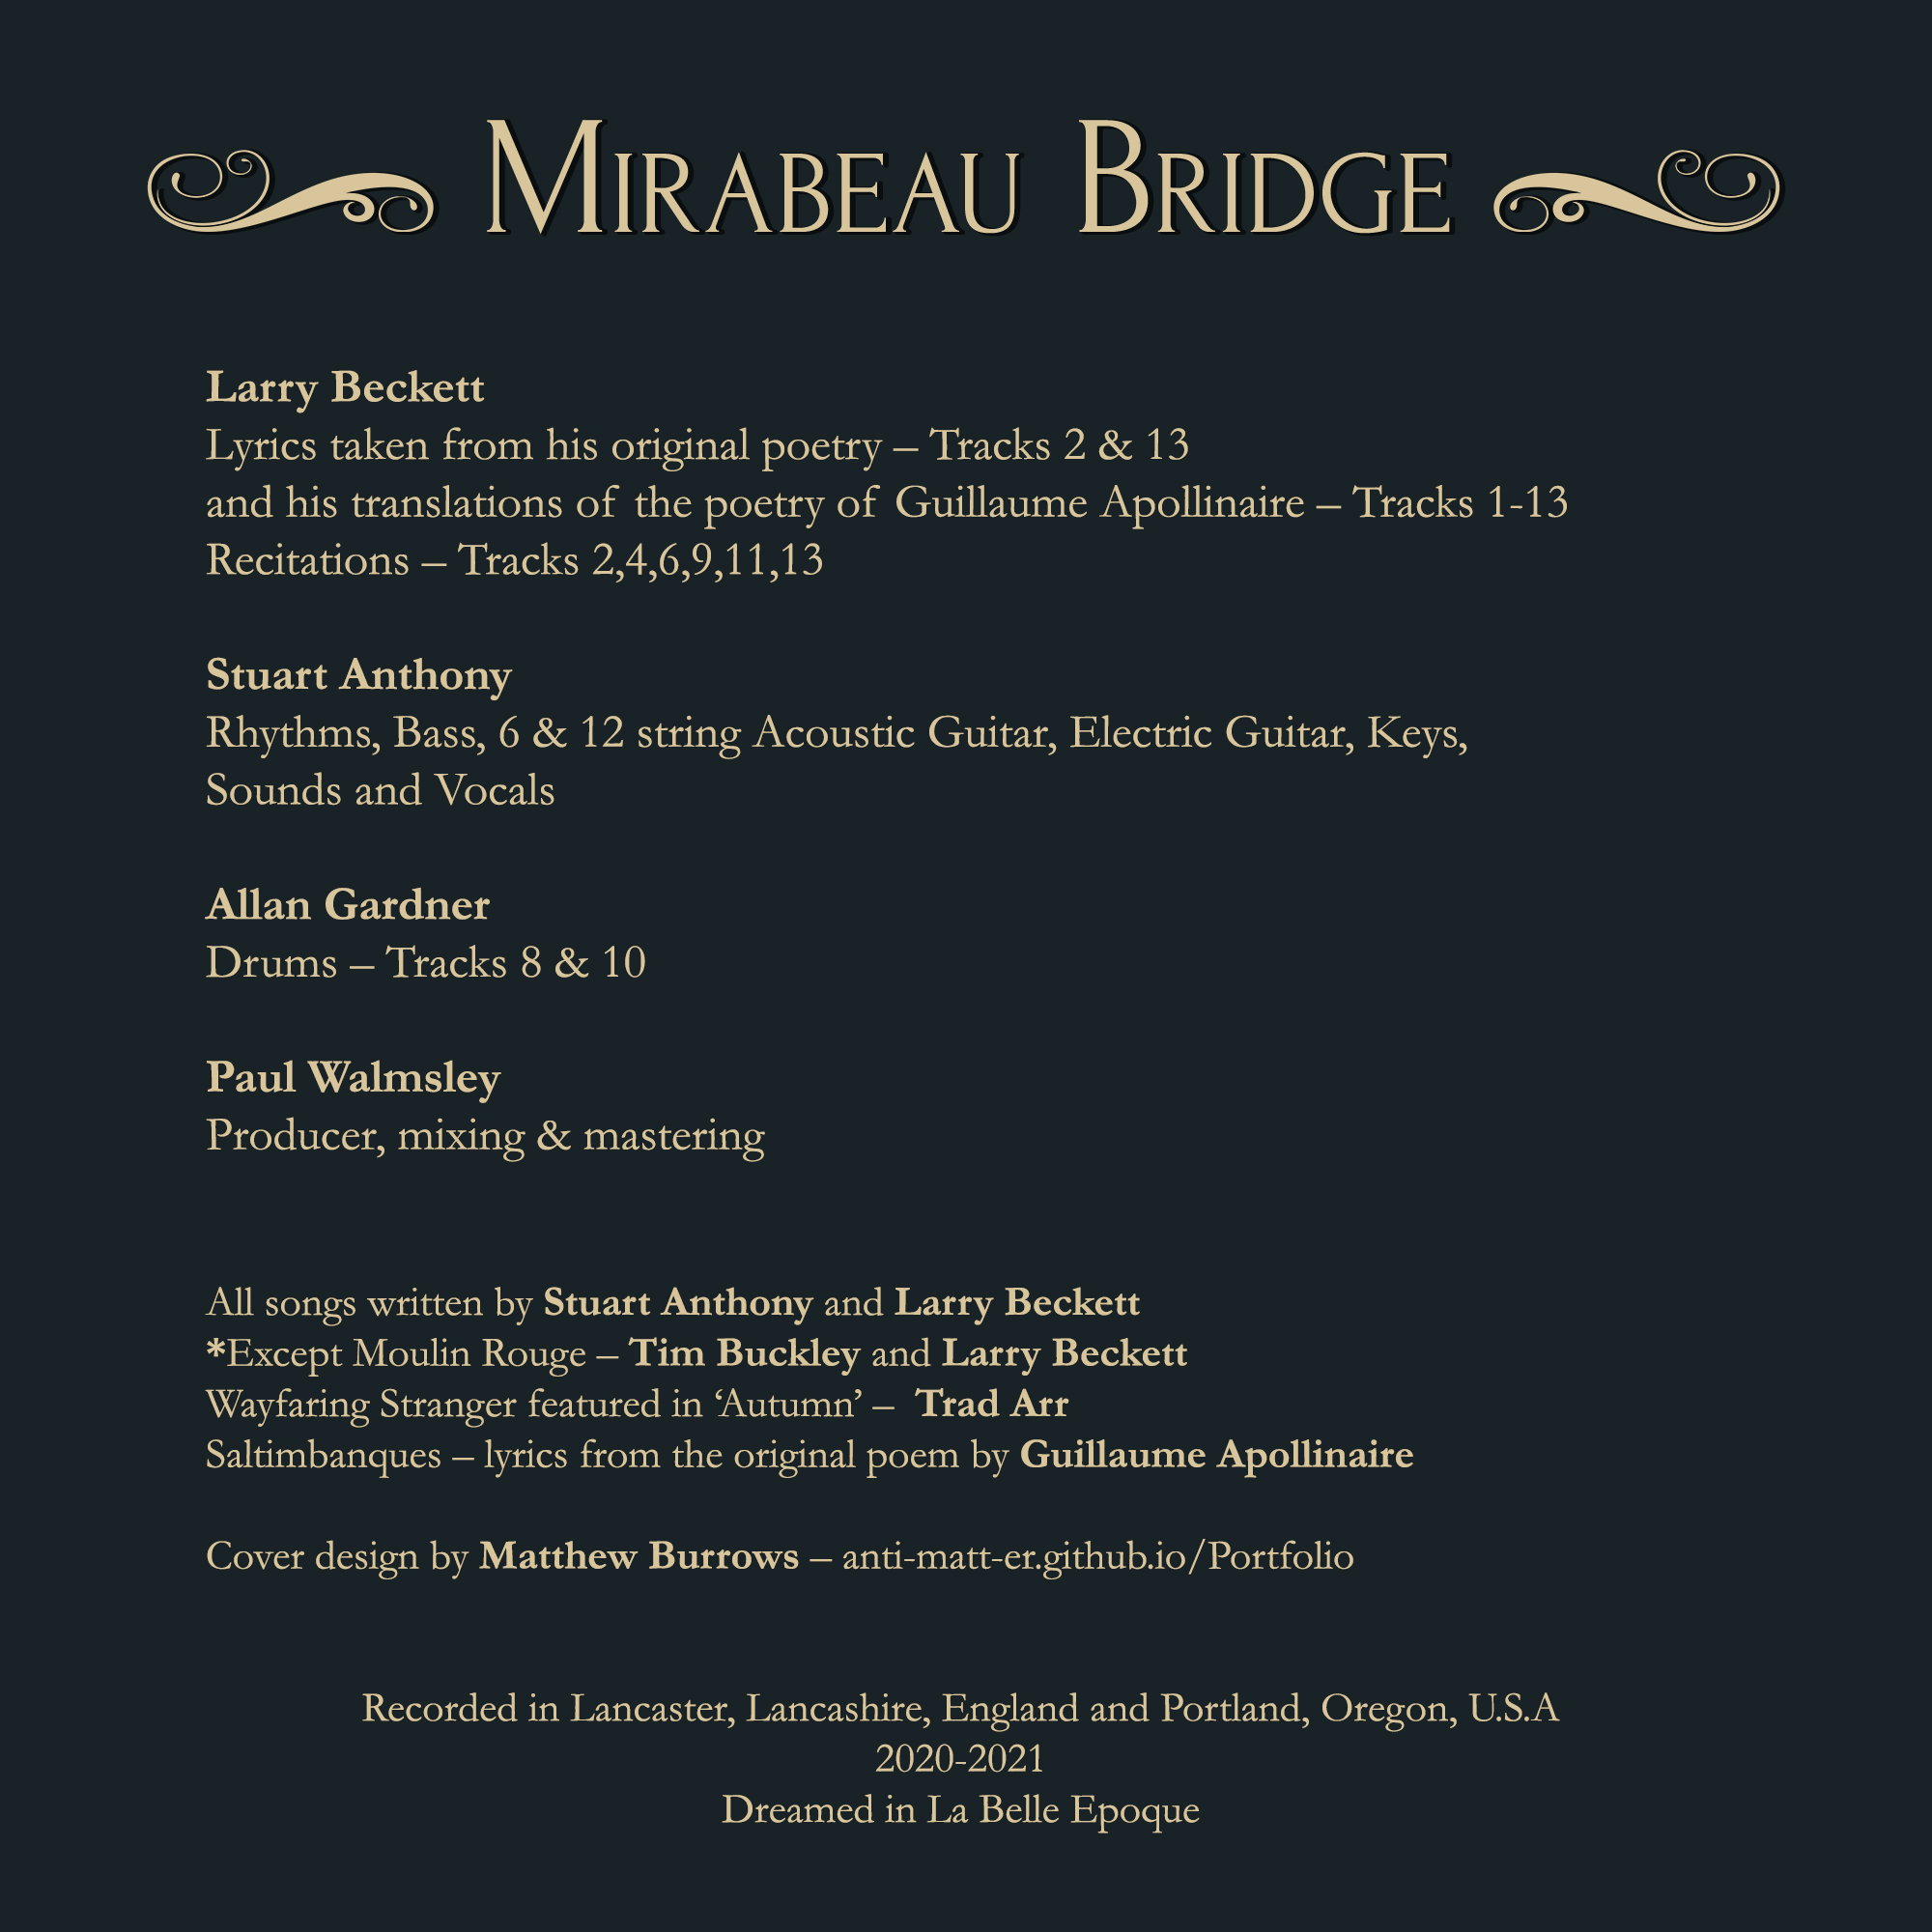 Mirabeau Bridge
Larry Beckett
Lyrics taken from his original poetry – Tracks 2 & 13
and his translations of the poetry of Guillaume Apollinaire – Tracks 1-13
Recitations – Tracks 2,4,6,9,11,13
Stuart Anthony
Rhythms, Bass, 6 & 12 string Acoustic Guitar, Electric Guitar, Keys,
Sounds and Vocals
Allan Gardner
Drums – Tracks 8 & 10
Paul Walmsley
Producer, mixing & mastering
All songs written by Stuart Anthony and Larry Beckett
*Except Moulin Rouge – Tim Buckley and Larry Beckett
Wayfaring Stranger featured in ‘Autumn’ – Trad Arr
Saltimbanques – lyrics from the original poem by Guillaume Apollinaire
Cover design by Matthew Burrows – anti-matt-er.github.io/Portfolio
Recorded in Lancaster, Lancashire, England and Portland, Oregon, U.S.A
2020-2021
Dreamed in La Belle Epoque